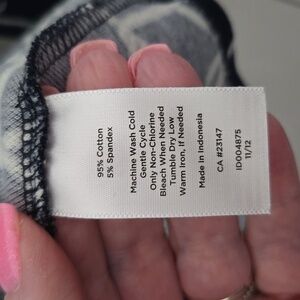 95% Cotton
5% Spandex
Machine Wash Cold
Gentle Cycle
Only Non-Chlorine
Bleach When Needed
Tumble Dry Low
Warm Iron, If Needed
Made In Indonesia
CA #23147
ID004875
11/12